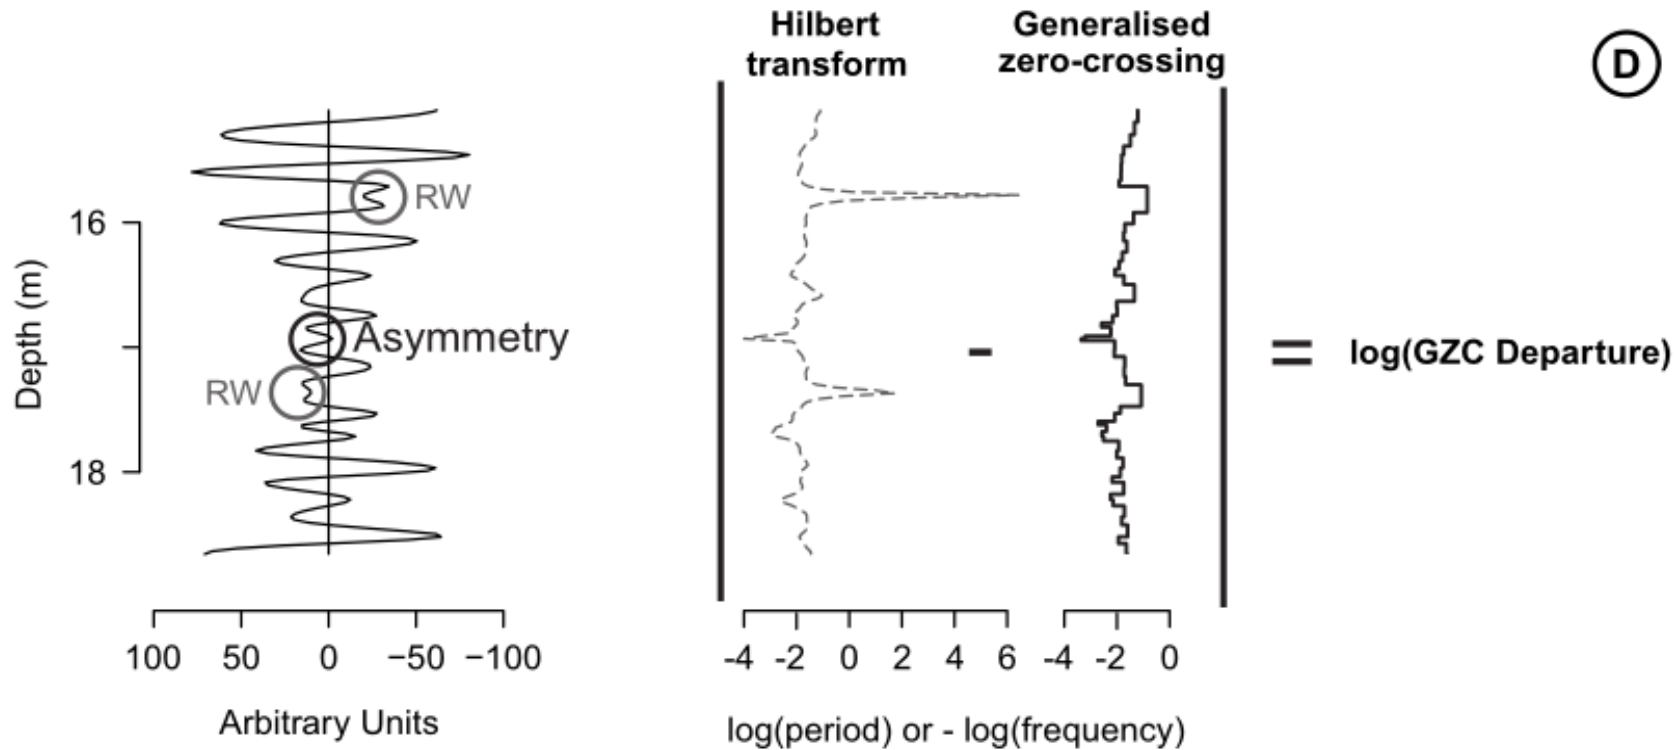 Hilbert
transform
Generalised
zero-crossing
D
RW
16
Depth (m)
Asymmetry
RW
18
= log(GZC Departure)
-
100 50 0 −50 −100
-4 -2 0 2 4 6
-4 -2 0
Arbitrary Units
log(period) or - log(frequency)